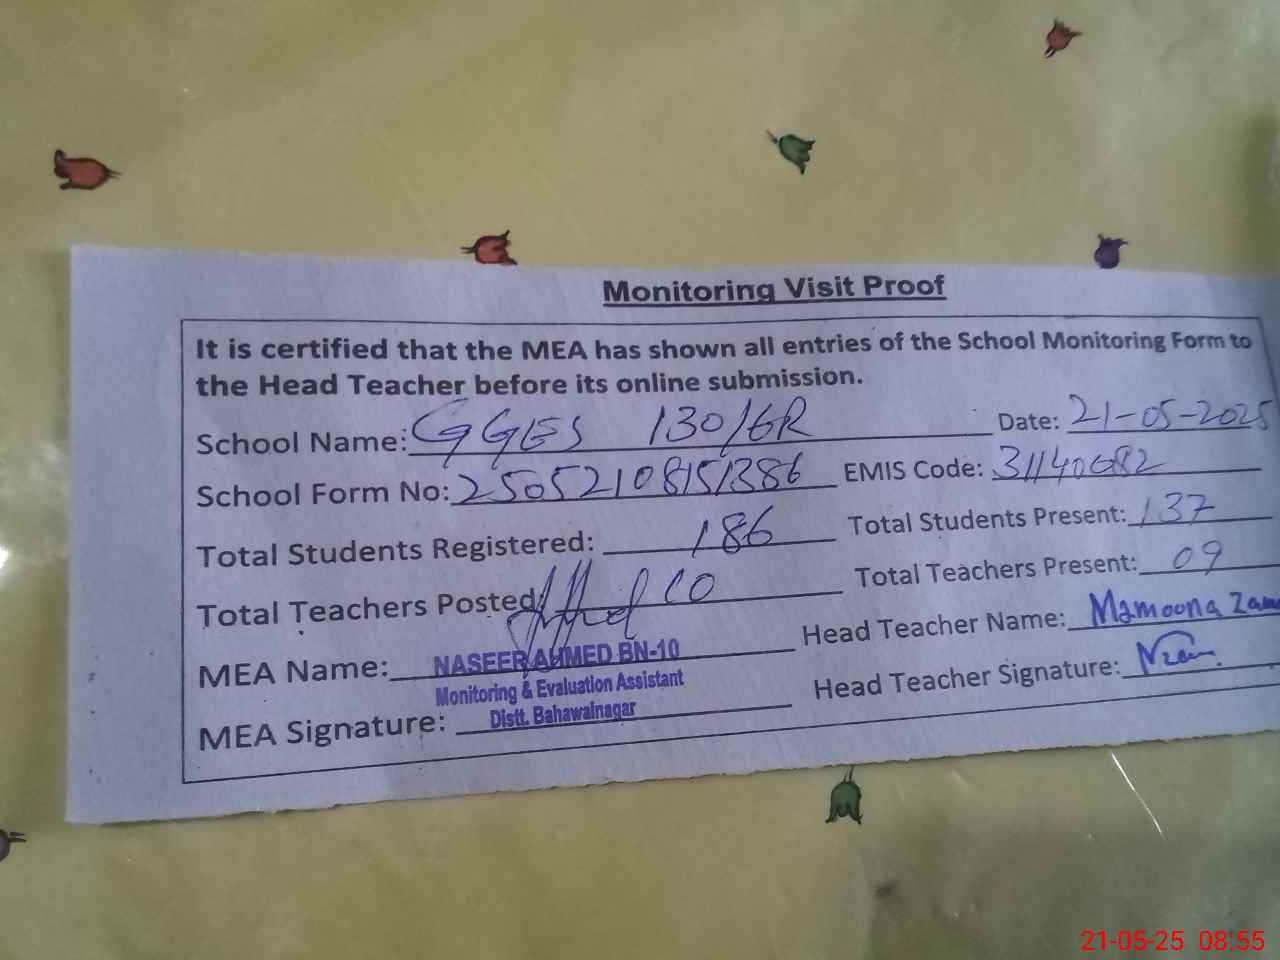 Monitoring Visit Proof
It is certified that the MEA has shown all entries of the School Monitoring Form to
the Head Teacher before its online submission.
School Name: GGES 130/6R Date: 21-05-2025
School Form No: 25052108151386 EMIS Code: 31140682
Total Students Registered: 186 Total Students Present: 137
Total Teachers Posted 10 Total Teachers Present: 09
MEA Name: NASEER AHMED BN-10 Head Teacher Name: Mamoona
Monitoring & Evaluation Assistant
MEA Signature: Distt. Bahawalnagar Head Teacher Signature:
21-05-25 08:55